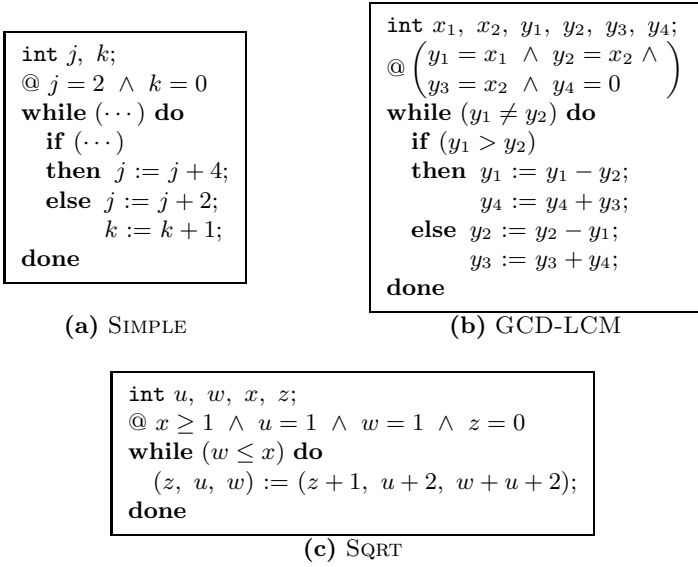 int j, k;
@ j = 2 ∧ k = 0
while (· · ·) do
if (· · ·)
then j := j + 4;
else j := j + 2;
k := k + 1;
done
(a) SIMPLE
int x₁, x₂, y₁, y₂, y₃, y₄;
@ ( y₁ = x₁ ∧ y₂ = x₂ ∧
y₃ = x₂ ∧ y₄ = 0 )
while (y₁ ≠ y₂) do
if (y₁ > y₂)
then y₁ := y₁ − y₂;
y₄ := y₄ + y₃;
else y₂ := y₂ − y₁;
y₃ := y₃ + y₄;
done
(b) GCD-LCM
int u, w, x, z;
@ x ≥ 1 ∧ u = 1 ∧ w = 1 ∧ z = 0
while (w ≤ x) do
(z, u, w) := (z + 1, u + 2, w + u + 2);
done
(c) SQRT